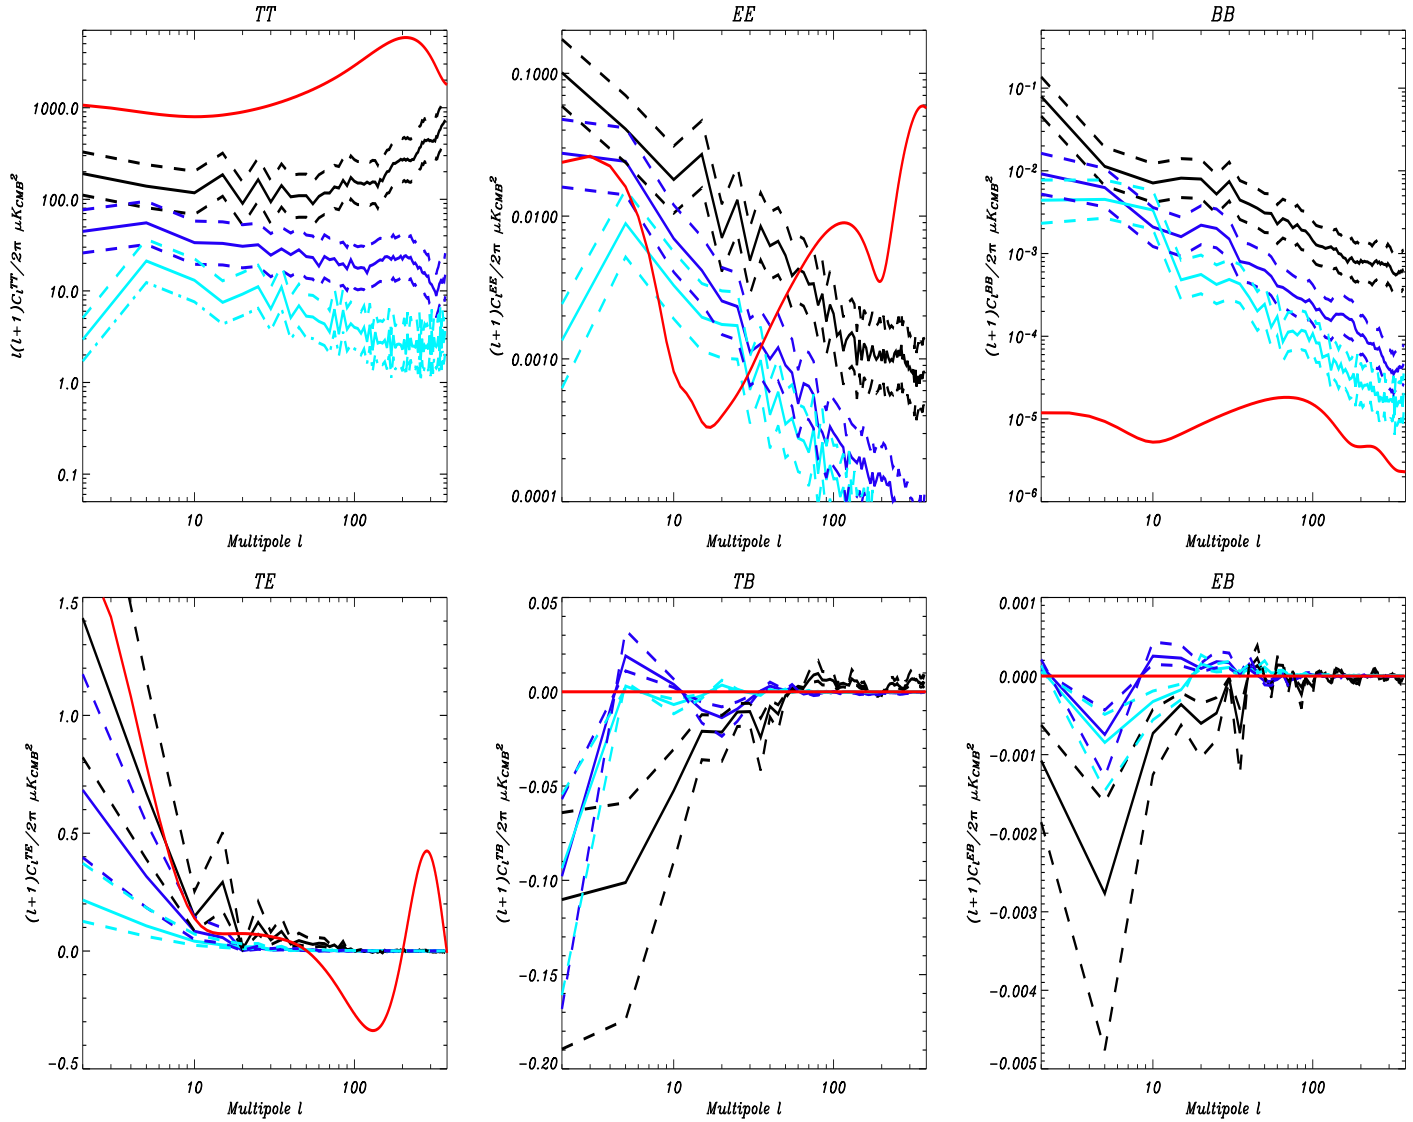 TT
EE
BB
l(l+1)C_l^TT/2π μK_CMB^2
1000.0
100.0
10.0
1.0
0.1
10
100
Multipole l
(l+1)C_l^EE/2π μK_CMB^2
0.1000
0.0100
0.0010
0.0001
10
100
Multipole l
(l+1)C_l^BB/2π μK_CMB^2
10^-1
10^-2
10^-3
10^-4
10^-5
10^-6
10
100
Multipole l
TE
TB
EB
(l+1)C_l^TE/2π μK_CMB^2
1.5
1.0
0.5
0.0
-0.5
10
100
Multipole l
(l+1)C_l^TB/2π μK_CMB^2
0.05
0.00
-0.05
-0.10
-0.15
-0.20
10
100
Multipole l
(l+1)C_l^EB/2π μK_CMB^2
0.001
0.000
-0.001
-0.002
-0.003
-0.004
-0.005
10
100
Multipole l